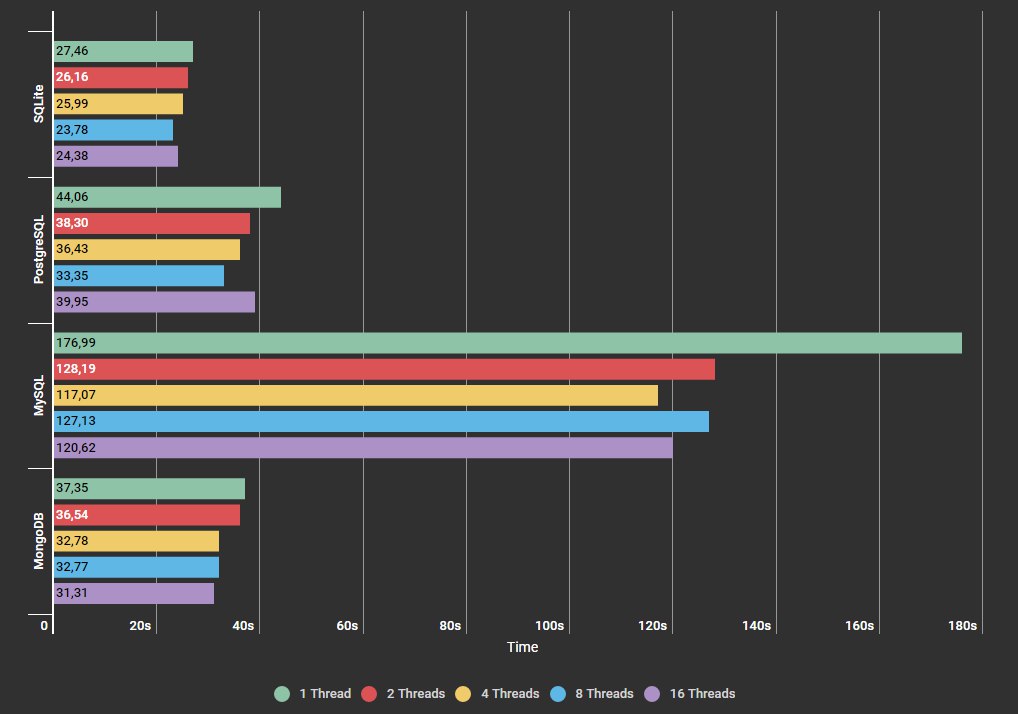 SQLite
27,46
26,16
25,99
23,78
24,38
PostgreSQL
44,06
38,30
36,43
33,35
39,95
MySQL
176,99
128,19
117,07
127,13
120,62
MongoDB
37,35
36,54
32,78
32,77
31,31
0 20s 40s 60s 80s 100s 120s 140s 160s 180s
Time
1 Thread 2 Threads 4 Threads 8 Threads 16 Threads